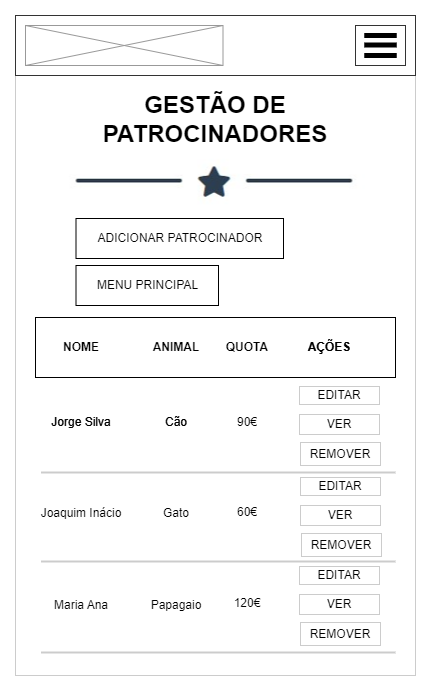 GESTÃO DE
PATROCINADORES
ADICIONAR PATROCINADOR
MENU PRINCIPAL
NOME ANIMAL QUOTA AÇÕES
Jorge Silva Cão 90€ EDITAR
VER
REMOVER
Joaquim Inácio Gato 60€ EDITAR
VER
REMOVER
Maria Ana Papagaio 120€ EDITAR
VER
REMOVER